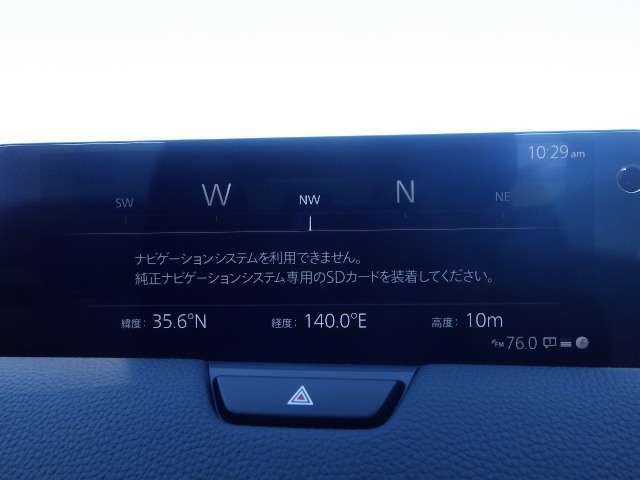 10:29am
SW W NW N NE
ナビゲーションシステムを利用できません。
純正ナビゲーションシステム専用のSDカードを装着してください。
緯度: 35.6°N 経度: 140.0°E 高度: 10m
FM 76.0